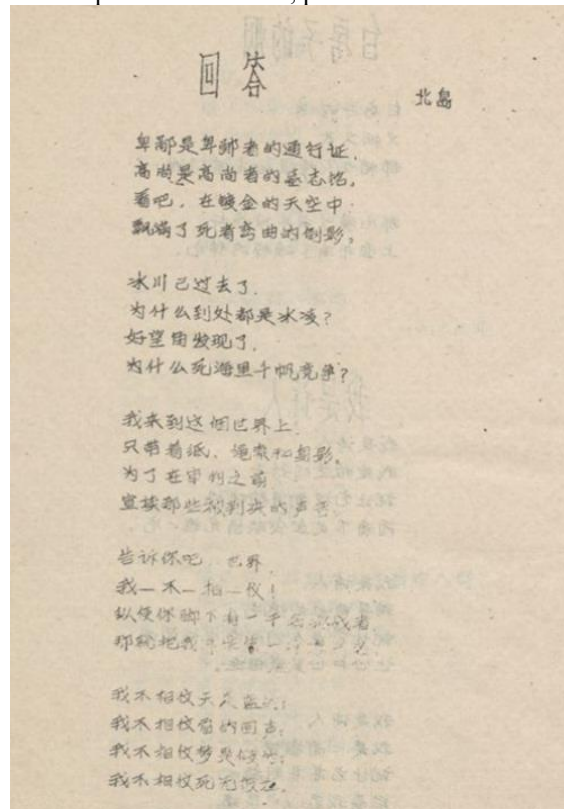 回答
北島
卑鄙是卑鄙者的通行证，
高尚是高尚者的墓志铭。
看吧，在镀金的天空中
飘满了死者弯曲的倒影。
冰川已过去了，
为什么到处都是冰凌？
好望角发现了，
为什么死海里千帆竞争？
我来到这個世界上
只带着纸、绳索和身影。
为了在审判之前
宣读那些被判决的声音
告诉你吧，世界
我—不—相—信！
纵使你脚下有一千名挑战者
那就把我
我不相信天是蓝的；
我不相信雷的回声；
我不相信梦是假的；
我不相信死无报应。